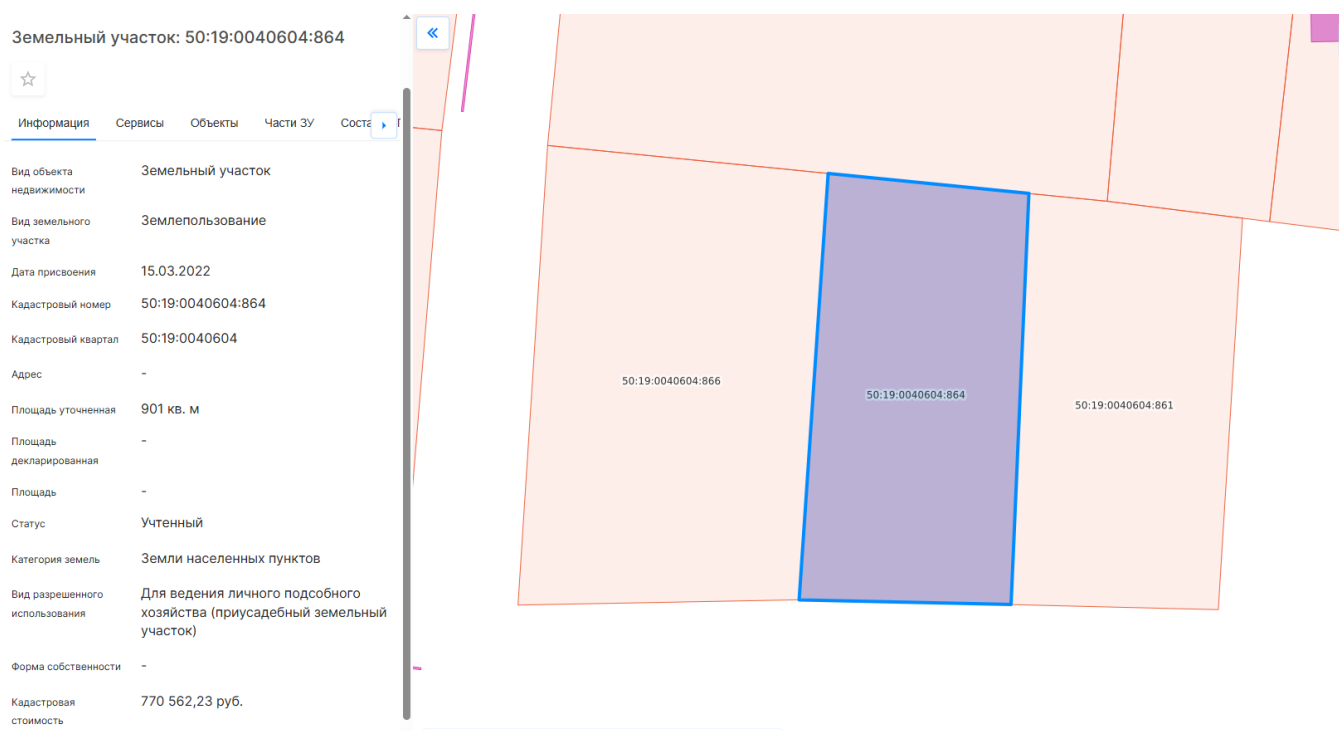 Земельный участок: 50:19:0040604:864
Информация Сервисы Объекты Части ЗУ Соста
Вид объекта недвижимости Земельный участок
Вид земельного участка Землепользование
Дата присвоения 15.03.2022
Кадастровый номер 50:19:0040604:864
Кадастровый квартал 50:19:0040604
Адрес -
Площадь уточненная 901 кв. м
Площадь декларированная -
Площадь -
Статус Учтенный
Категория земель Земли населенных пунктов
Вид разрешенного использования Для ведения личного подсобного
хозяйства (приусадебный земельный
участок)
Форма собственности -
Кадастровая стоимость 770 562,23 руб.
50:19:0040604:866
50:19:0040604:864
50:19:0040604:861